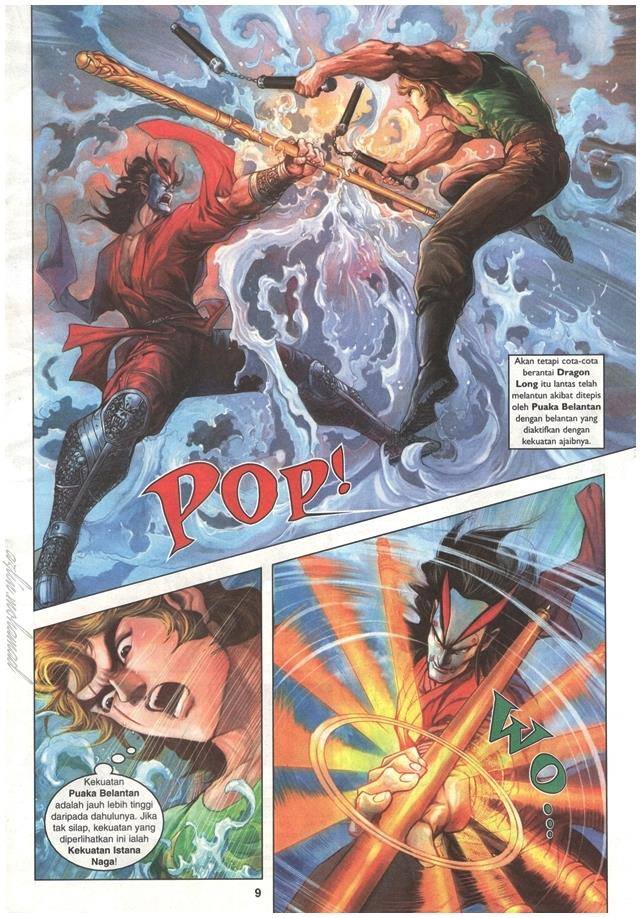 Akan tetapi cota-cota
berantai Dragon
Long itu lantas telah
melantun akibat ditepis
oleh Puaka Belantan
dengan belantan yang
diaktifkan dengan
kekuatan ajaibnya.
POP!
Kekuatan
Puaka Belantan
adalah jauh lebih tinggi
daripada dahulunya. Jika
tak silap, kekuatan yang
diperlihatkan ini ialah
Kekuatan Istana
Naga!
WO...
9